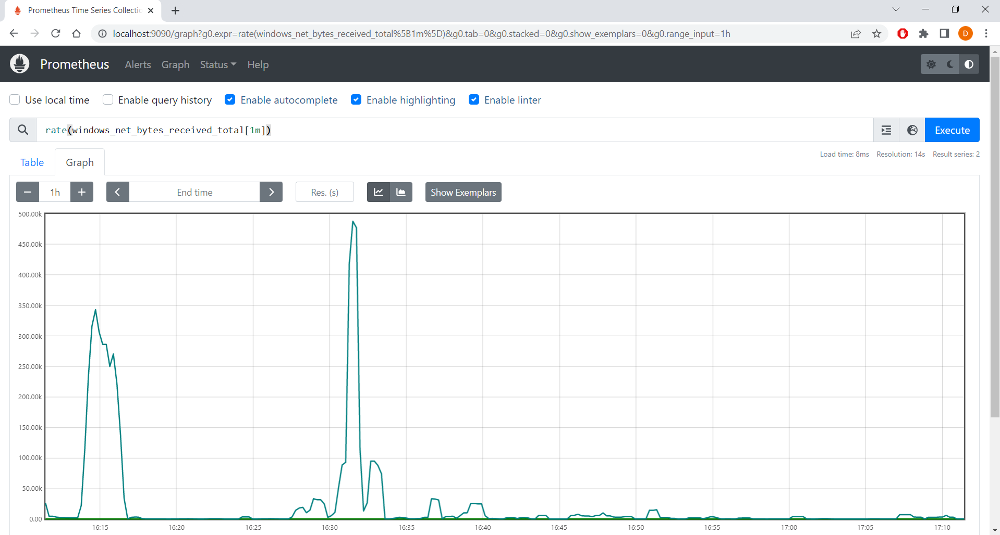 Prometheus Time Series Collectio
localhost:9090/graph?g0.expr=rate(windows_net_bytes_received_total%5B1m%5D)&g0.tab=0&g0.stacked=0&g0.show_exemplars=0&g0.range_input=1h
D
Prometheus Alerts Graph Status Help
Use local time Enable query history Enable autocomplete Enable highlighting Enable linter
rate(windows_net_bytes_received_total[1m])
Execute
Table Graph
Load time: 8ms Resolution: 14s Result series: 2
1h End time Res. (s) Show Exemplars
500.00k
450.00k
400.00k
350.00k
300.00k
250.00k
200.00k
150.00k
100.00k
50.00k
0.00
16:15 16:20 16:25 16:30 16:35 16:40 16:45 16:50 16:55 17:00 17:05 17:10